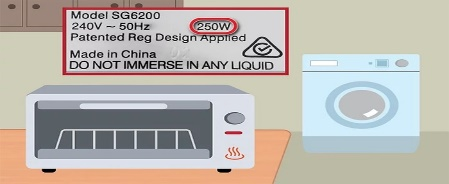 Model SG6200
240V ~ 50Hz 250W
Patented Reg Design Applied
Made in China
DO NOT IMMERSE IN ANY LIQUID